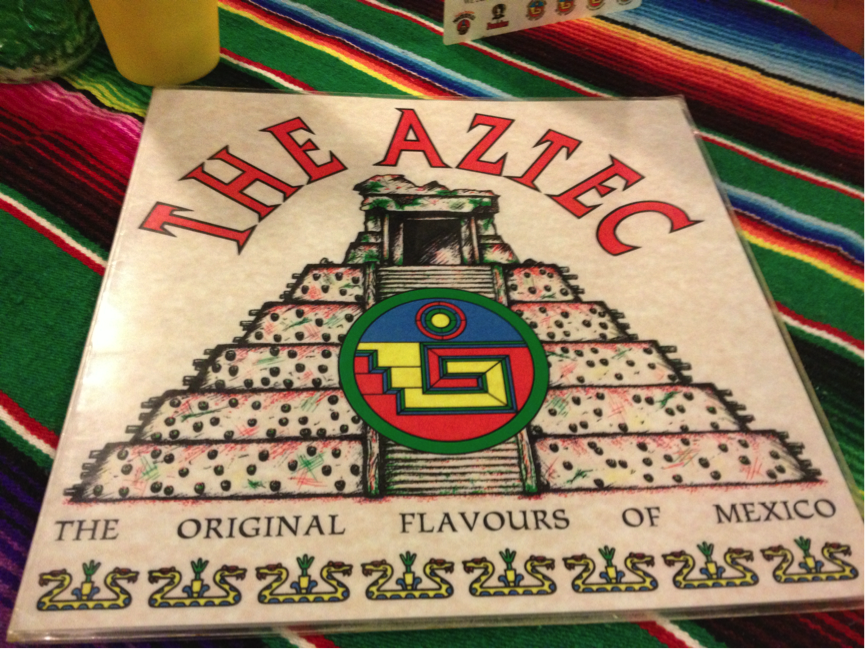 THE AZTEC
THE ORIGINAL FLAVOURS OF MEXICO